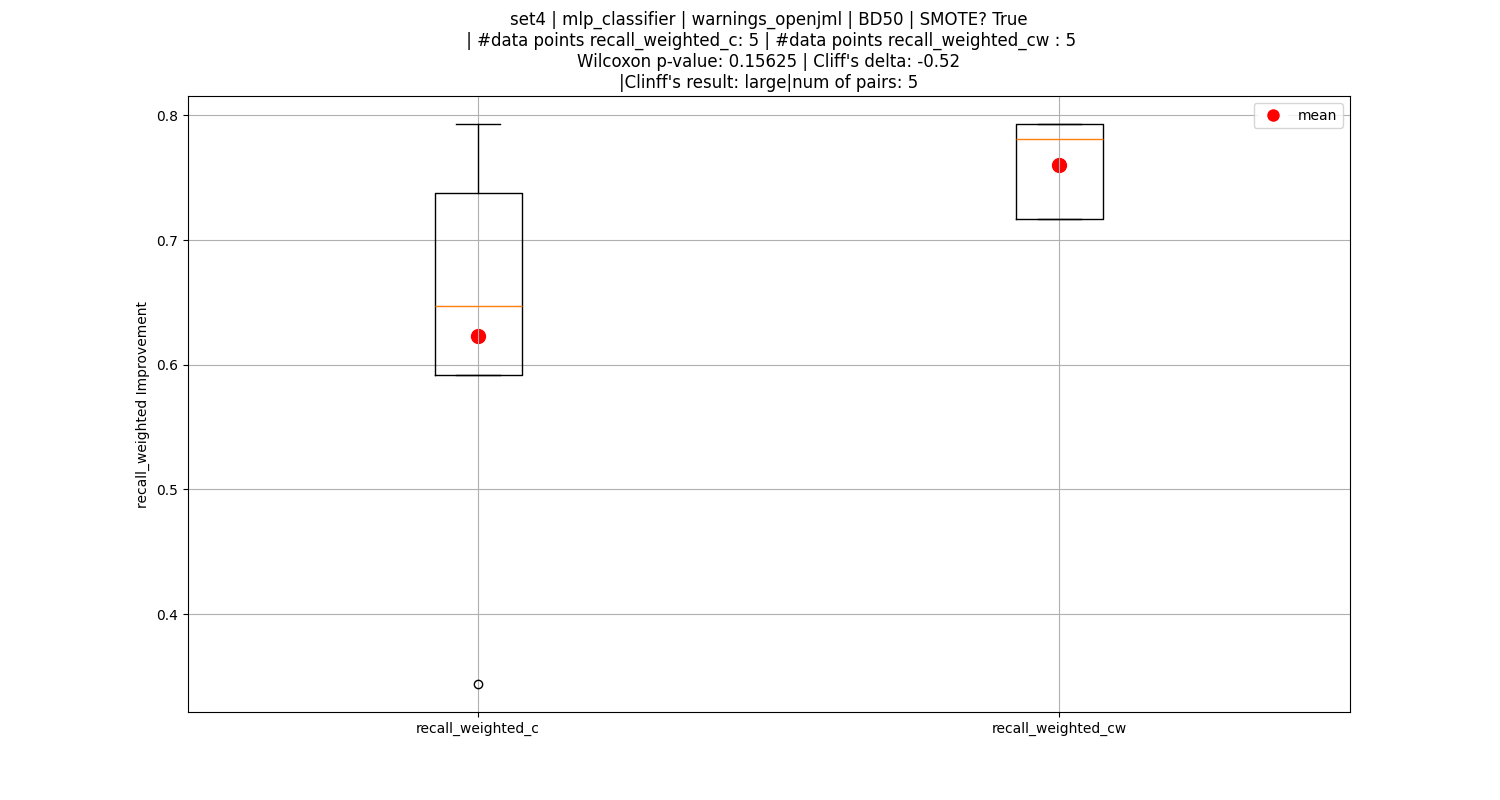 set4 | mlp_classifier | warnings_openjml | BD50 | SMOTE? True
| #data points recall_weighted_c: 5 | #data points recall_weighted_cw : 5
Wilcoxon p-value: 0.15625 | Cliff's delta: -0.52
|Clinff's result: large|num of pairs: 5
mean
0.8
0.7
0.6
0.5
0.4
recall_weighted Improvement
recall_weighted_c
recall_weighted_cw